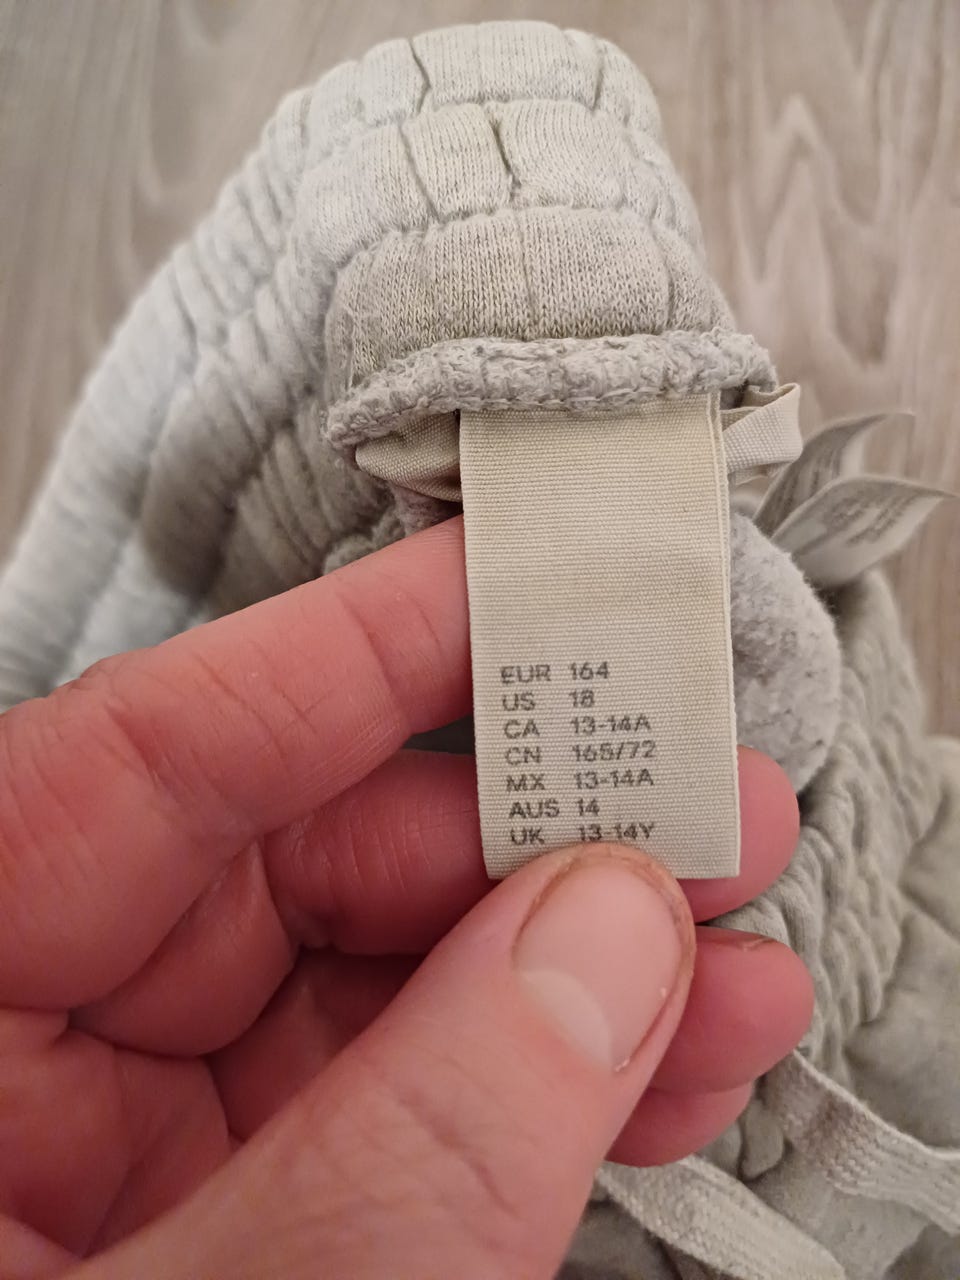 EUR 164
US 18
CA 13-14A
CN 165/72
MX 13-14A
AUS 14
UK 13-14Y